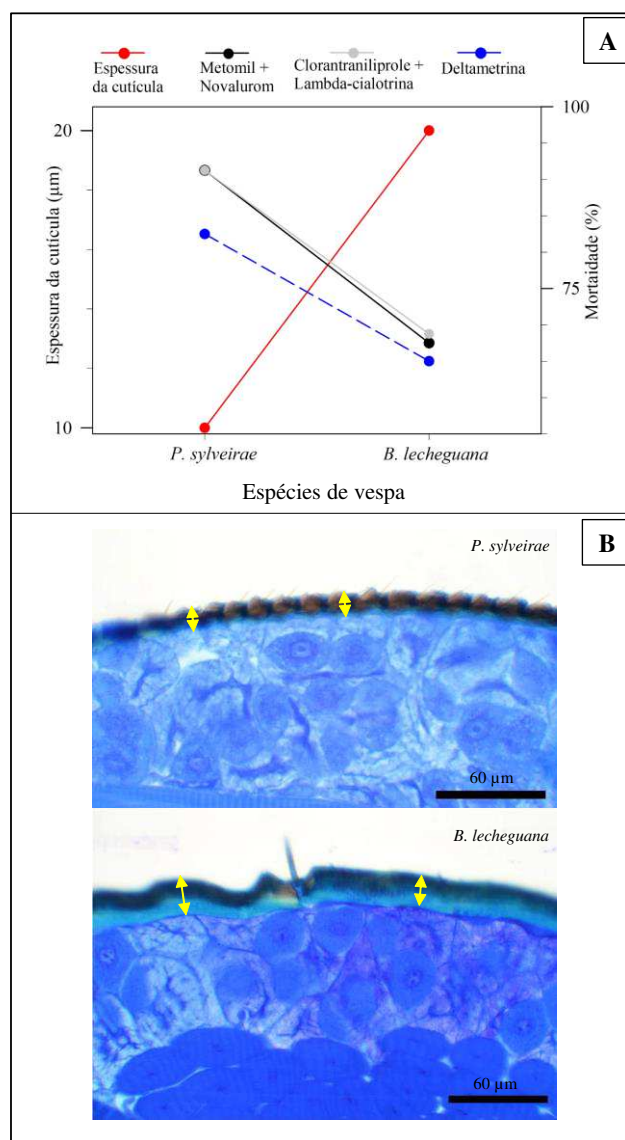 A
Espessura
da cutícula
Metomil +
Novalurom
Clorantraniliprole +
Lambda-cialotrina
Deltametrina
20
10
Espessura da cutícula (µm)
100
75
Mortaidade (%)
P. sylveirae
B. lecheguana
Espécies de vespa
B
P. sylveirae
60 µm
B. lecheguana
60 µm